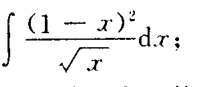 ∫ (1 − x)² / √x dx;